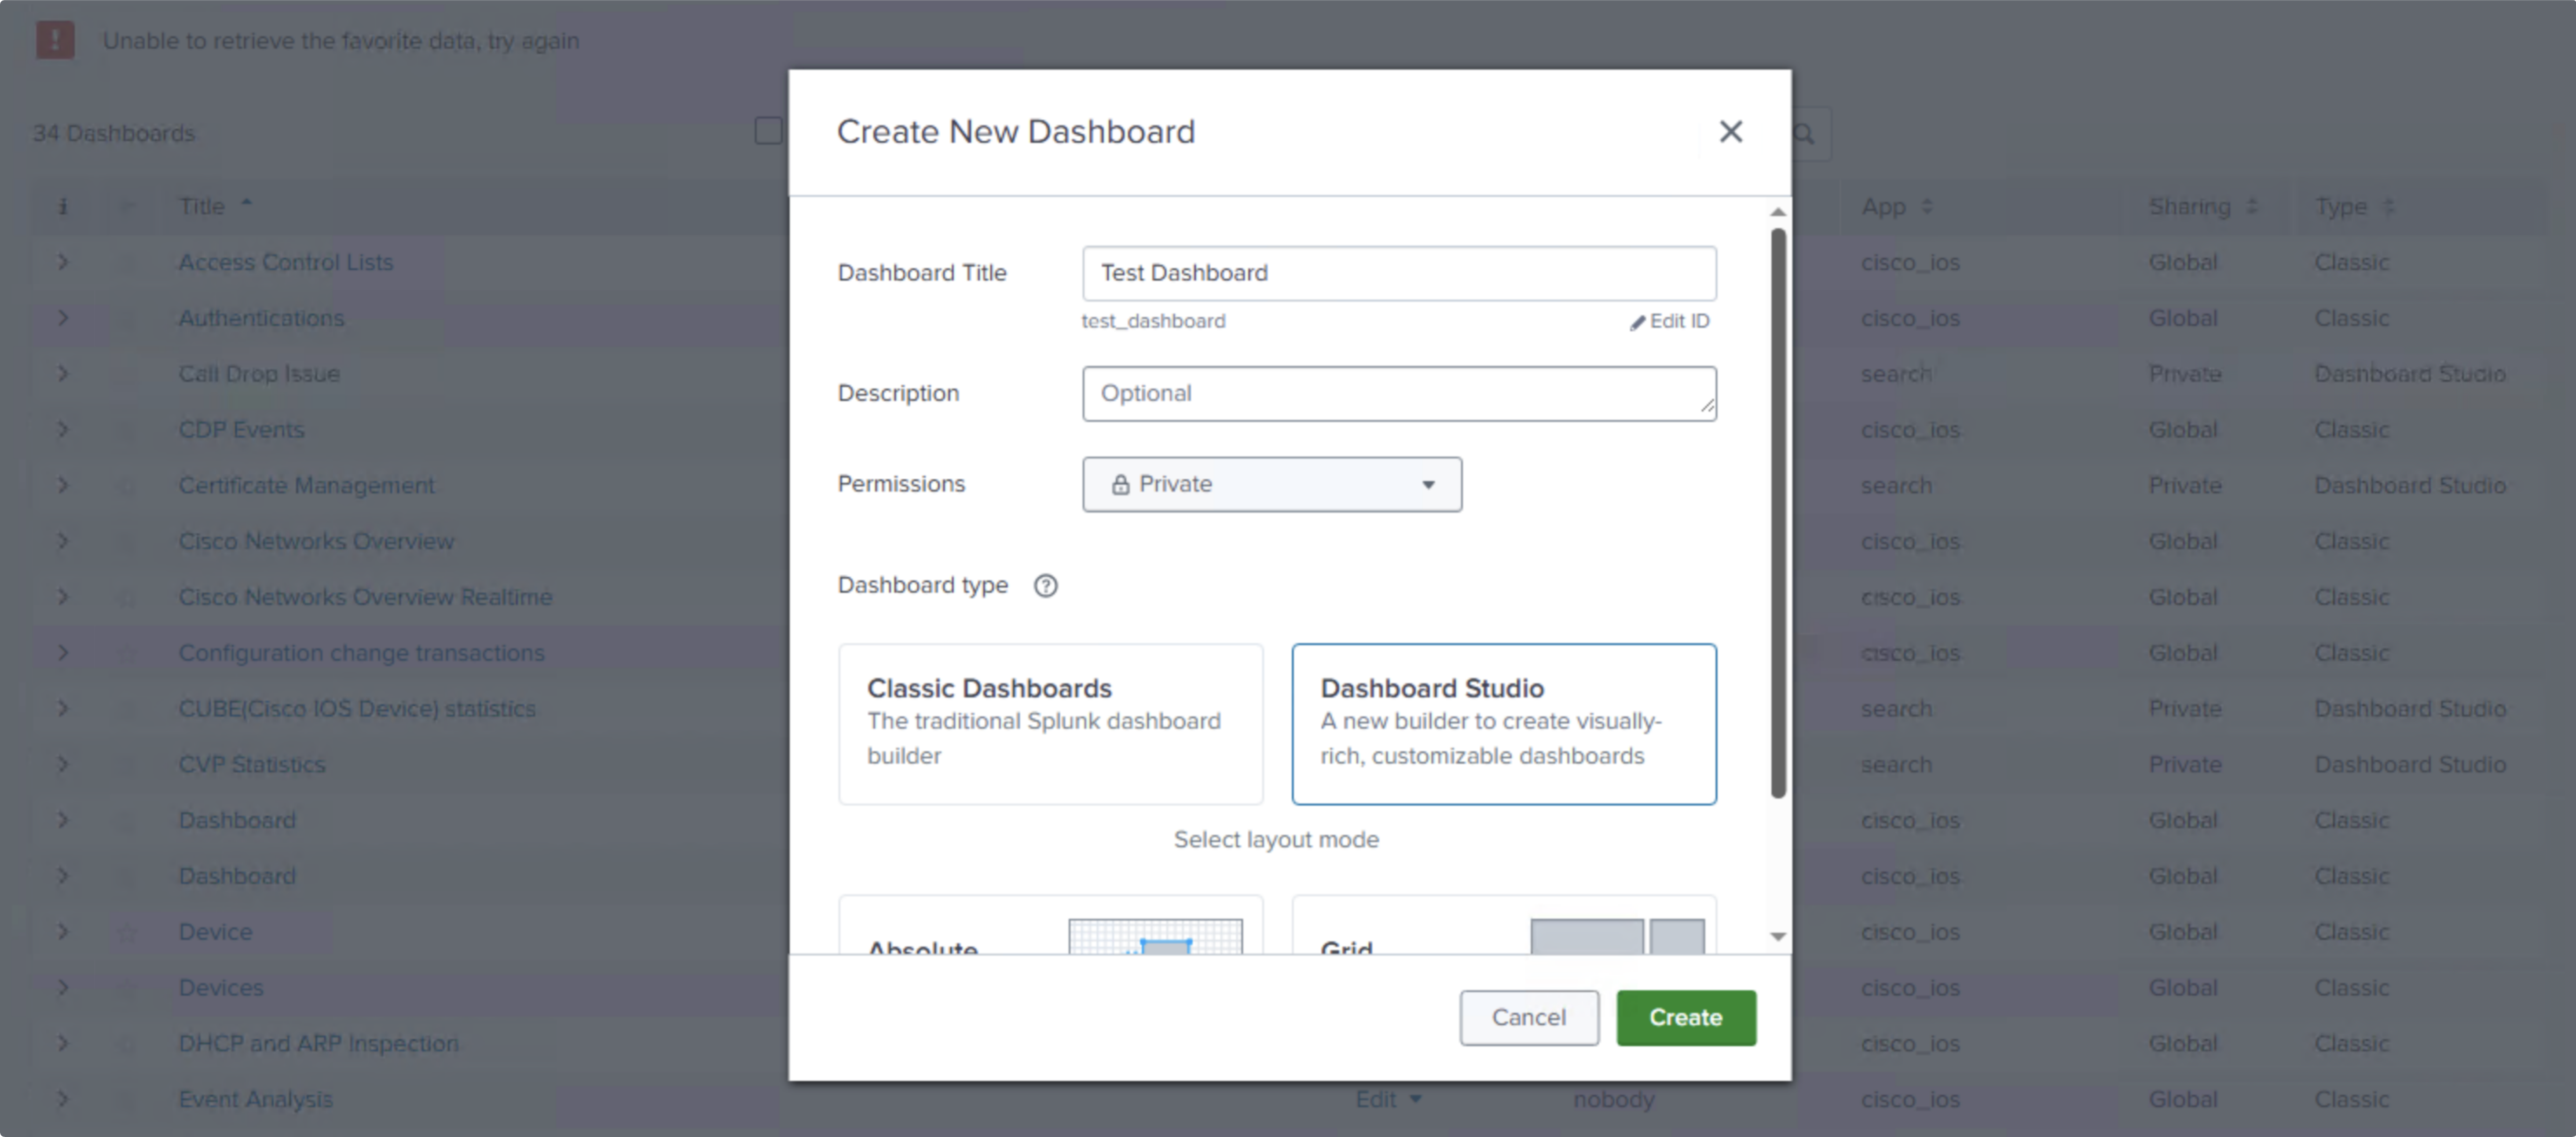 Unable to retrieve the favorite data, try again
34 Dashboards
i Title App Sharing Type
Access Control Lists cisco_ios Global Classic
Authentications cisco_ios Global Classic
Call Drop Issue search Private Dashboard Studio
CDP Events cisco_ios Global Classic
Certificate Management search Private Dashboard Studio
Cisco Networks Overview cisco_ios Global Classic
Cisco Networks Overview Realtime cisco_ios Global Classic
Configuration change transactions cisco_ios Global Classic
CUBE(Cisco IOS Device) statistics search Private Dashboard Studio
CVP Statistics search Private Dashboard Studio
Dashboard cisco_ios Global Classic
Dashboard cisco_ios Global Classic
Device cisco_ios Global Classic
Devices cisco_ios Global Classic
DHCP and ARP Inspection cisco_ios Global Classic
Event Analysis Edit nobody cisco_ios Global Classic
Create New Dashboard
Dashboard Title Test Dashboard
test_dashboard Edit ID
Description Optional
Permissions Private
Dashboard type ?
Classic Dashboards
The traditional Splunk dashboard
builder
Dashboard Studio
A new builder to create visually-
rich, customizable dashboards
Select layout mode
Absolute Grid
Cancel Create